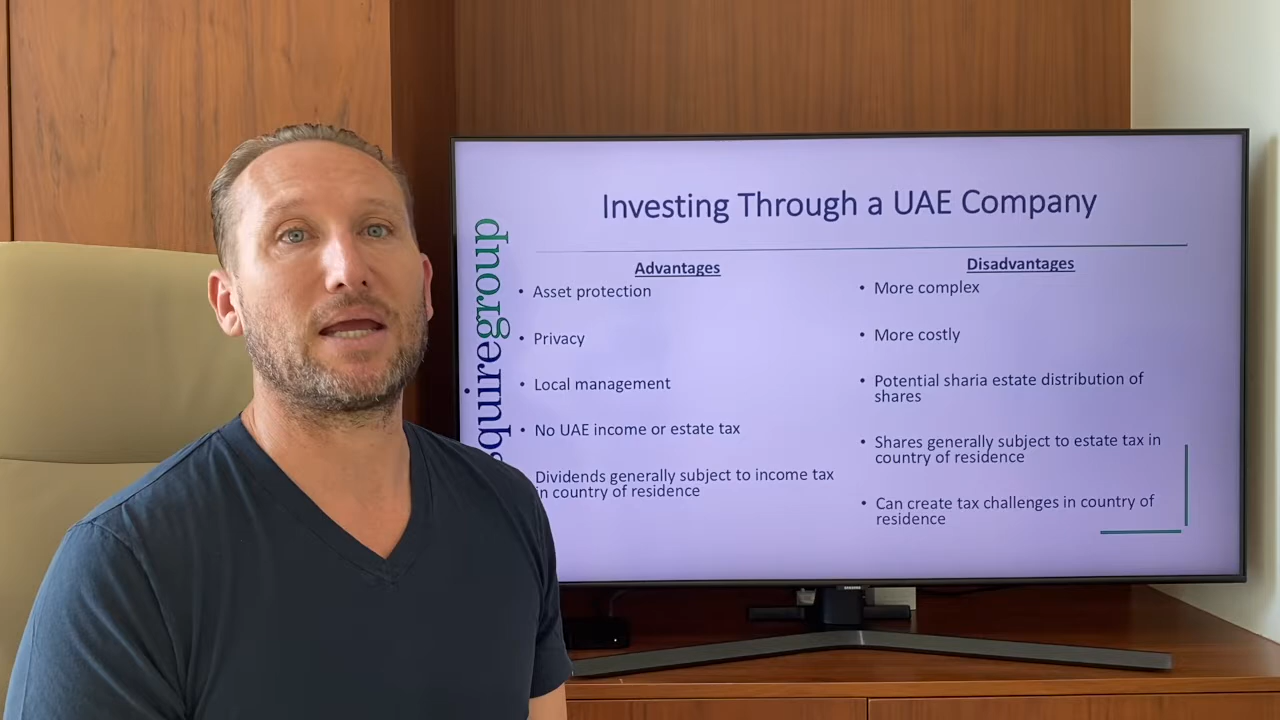 Investing Through a UAE Company
quiregroup
Advantages
• Asset protection
• Privacy
• Local management
• No UAE income or estate tax
Dividends generally subject to income tax
in country of residence
Disadvantages
• More complex
• More costly
• Potential sharia estate distribution of
shares
• Shares generally subject to estate tax in
country of residence
• Can create tax challenges in country of
residence